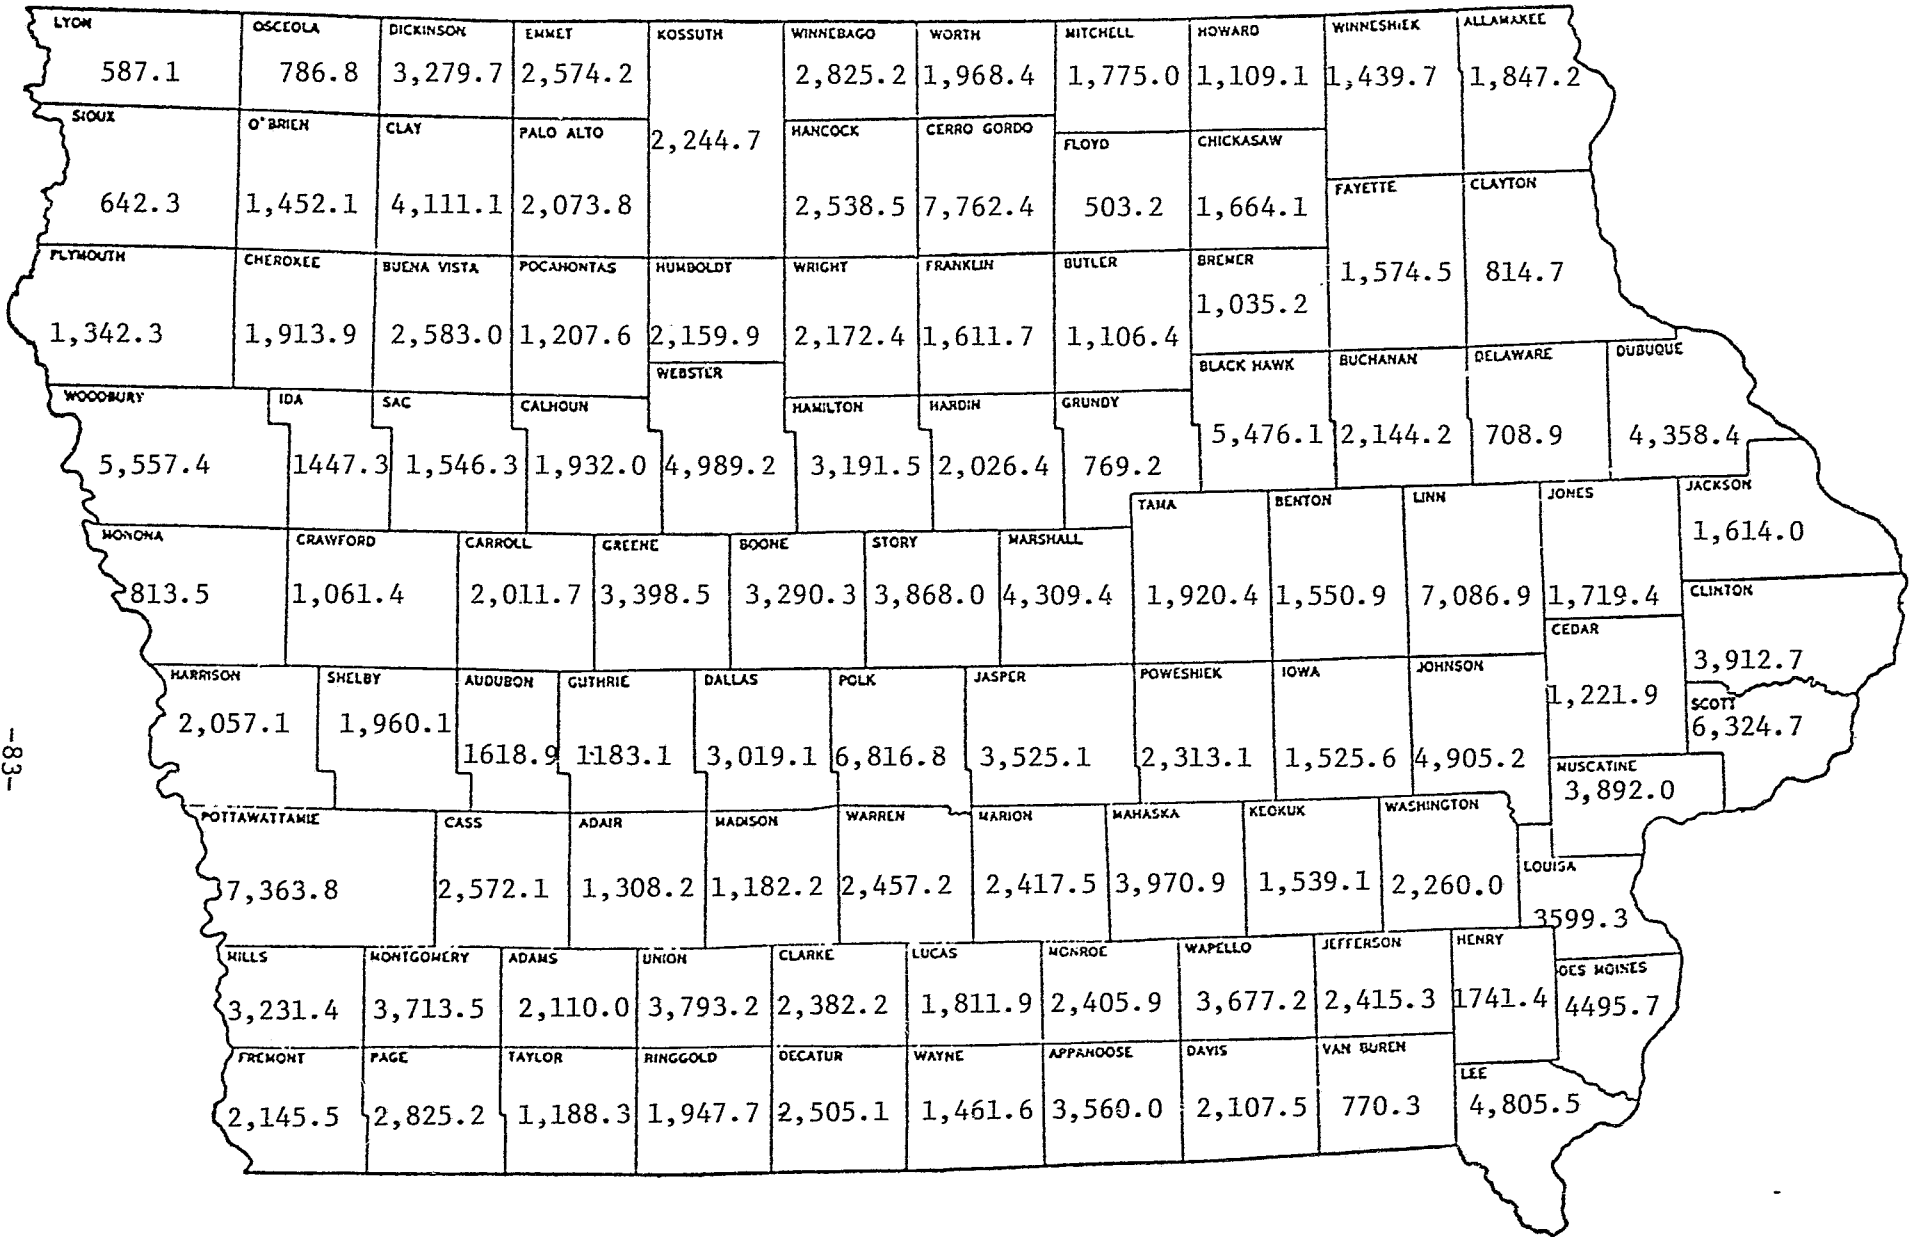 LYON OSCEOLA DICKINSON EMMET KOSSUTH WINNEBAGO WORTH MITCHELL HOWARD WINNESHIEK ALLAMAKEE
587.1 786.8 3,279.7 2,574.2 2,825.2 1,968.4 1,775.0 1,109.1 1,439.7 1,847.2
SIOUX O'BRIEN CLAY PALO ALTO 2,244.7 HANCOCK CERRO GORDO FLOYD CHICKASAW
642.3 1,452.1 4,111.1 2,073.8 2,538.5 7,762.4 503.2 1,664.1
FAYETTE CLAYTON
1,574.5 814.7
PLYMOUTH CHEROKEE BUENA VISTA POCAHONTAS HUMBOLDT WRIGHT FRANKLIN BUTLER BREMER
1,035.2
1,342.3 1,913.9 2,583.0 1,207.6 2,159.9 2,172.4 1,611.7 1,106.4
WEBSTER BLACK HAWK BUCHANAN DELAWARE DUBUQUE
5,476.1 2,144.2 708.9 4,358.4
WOODBURY IDA SAC CALHOUN HAMILTON HARDIN GRUNDY
5,557.4 1447.3 1,546.3 1,932.0 4,989.2 3,191.5 2,026.4 769.2
TAMA BENTON LINN JONES JACKSON
1,614.0
MONONA CRAWFORD CARROLL GREENE BOONE STORY MARSHALL
813.5 1,061.4 2,011.7 3,398.5 3,290.3 3,868.0 4,309.4 1,920.4 1,550.9 7,086.9 1,719.4
CLINTON
3,912.7
CEDAR
1,221.9
HARRISON SHELBY AUDUBON GUTHRIE DALLAS POLK JASPER POWESHIEK IOWA JOHNSON
SCOTT
6,324.7
2,057.1 1,960.1 1618.9 1183.1 3,019.1 6,816.8 3,525.1 2,313.1 1,525.6 4,905.2
MUSCATINE
3,892.0
-83-
POTTAWATTAMIE CASS ADAIR MADISON WARREN MARION MAHASKA KEOKUK WASHINGTON
7,363.8 2,572.1 1,308.2 1,182.2 2,457.2 2,417.5 3,970.9 1,539.1 2,260.0
LOUISA
3599.3
MILLS MONTGOMERY ADAMS UNION CLARKE LUCAS MONROE WAPELLO JEFFERSON HENRY DES MOINES
3,231.4 3,713.5 2,110.0 3,793.2 2,382.2 1,811.9 2,405.9 3,677.2 2,415.3 1741.4 4495.7
FREMONT PAGE TAYLOR RINGGOLD DECATUR WAYNE APPANOOSE DAVIS VAN BUREN LEE
2,145.5 2,825.2 1,188.3 1,947.7 2,505.1 1,461.6 3,560.0 2,107.5 770.3 4,805.5